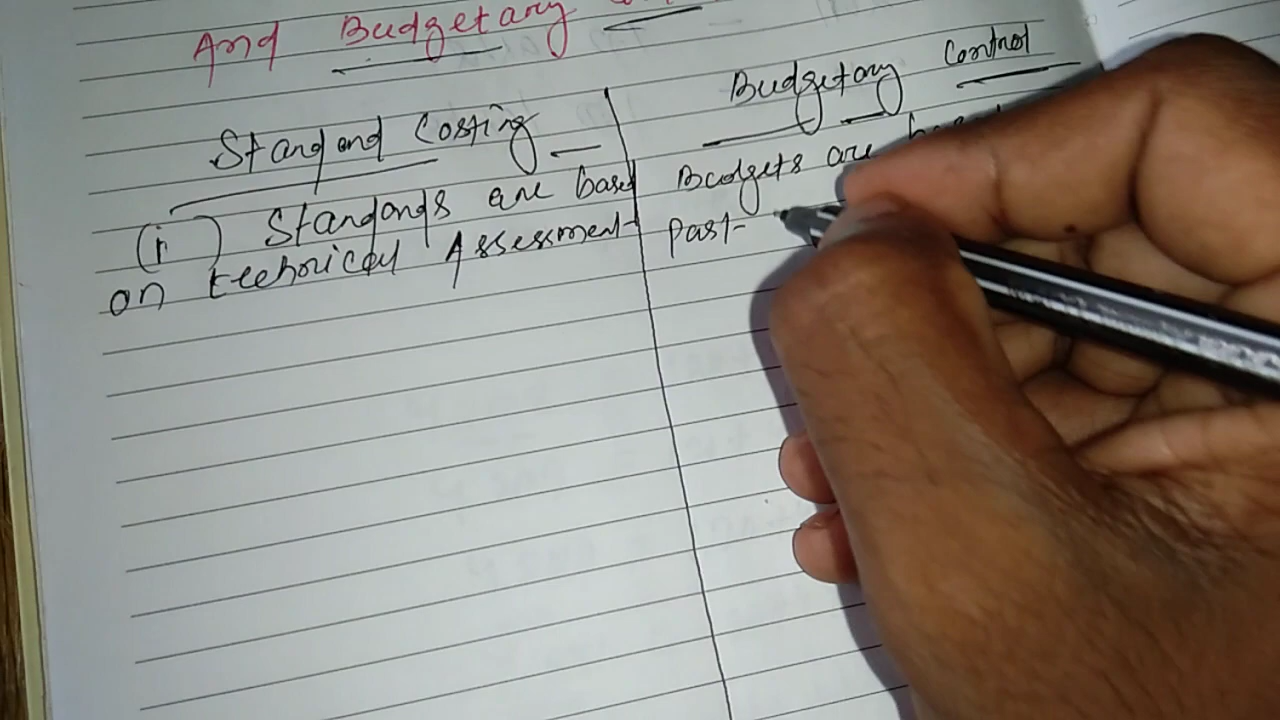 And Budgetary
Standard Costing
Budgetary Control
(i) Standards are based
on technical Assessment
Budgets are
past